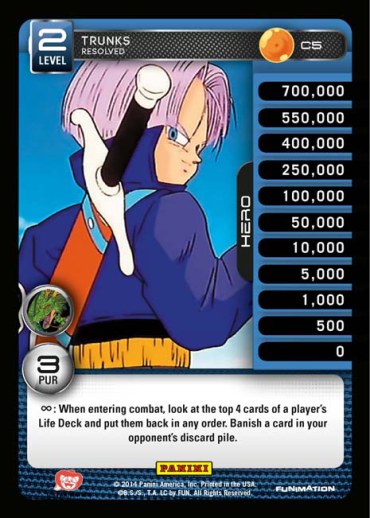 2
LEVEL
TRUNKS
RESOLVED
C5
700,000
550,000
400,000
250,000
100,000
50,000
10,000
5,000
1,000
500
0
HERO
3
PUR
∞: When entering combat, look at the top 4 cards of a player's
Life Deck and put them back in any order. Banish a card in your
opponent's discard pile.
PANINI
© 2014 Panini America, Inc. Printed in the USA.
©B.S./S., T.A. LC by FUN. All Rights Reserved.
FUNIMATION